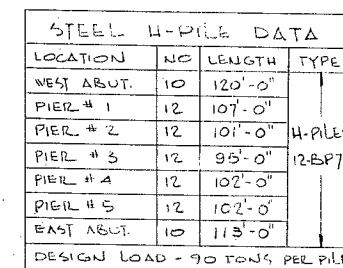 STEEL H-PILE DATA
LOCATION NO LENGTH TYPE
WEST ABUT. 10 120'-0"
PIER # 1 12 107'-0"
PIER # 2 12 101'-0" H-PILE
PIER # 3 12 95'-0" 12-BP7
PIER # 4 12 102'-0"
PIER # 5 12 102'-0"
EAST ABUT. 10 113'-0"
DESIGN LOAD - 90 TONS PER PILE